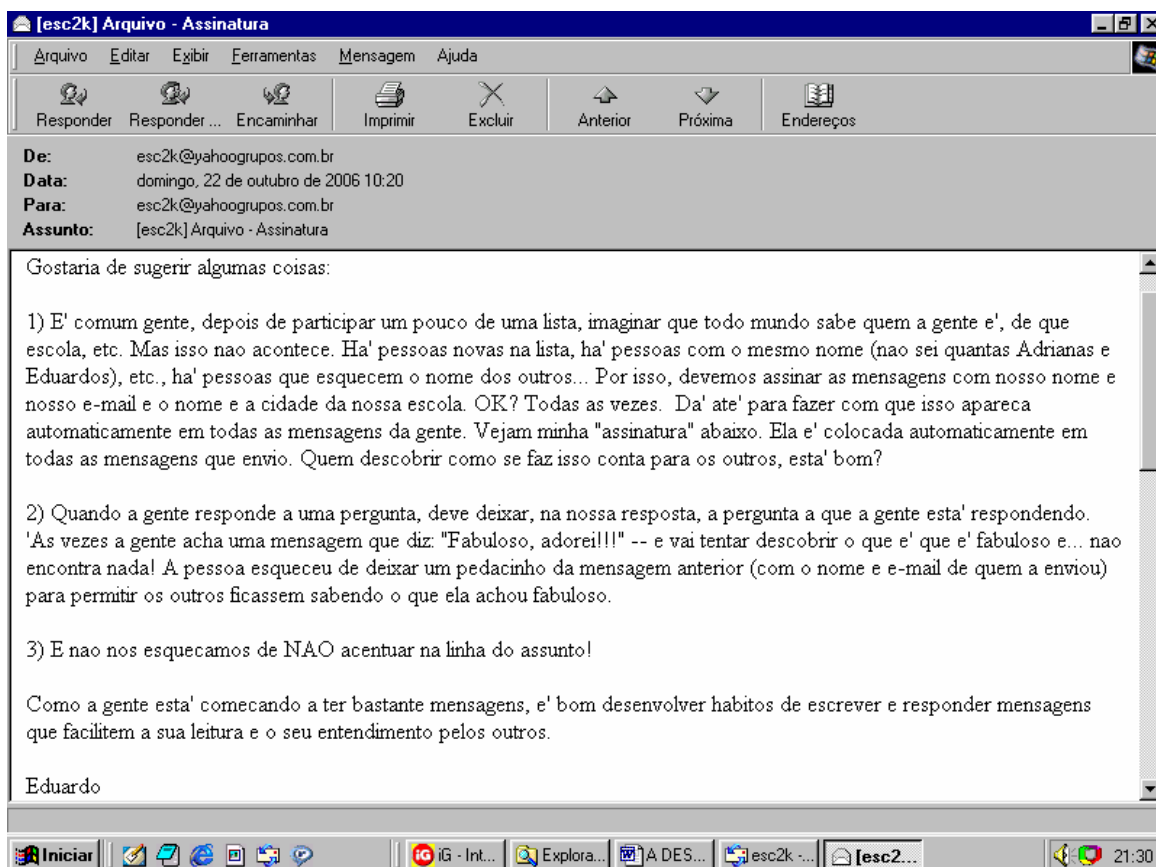 [esc2k] Arquivo - Assinatura
Arquivo Editar Exibir Ferramentas Mensagem Ajuda
Responder Responder ... Encaminhar Imprimir Excluir Anterior Próxima Endereços
De: esc2k@yahoogrupos.com.br
Data: domingo, 22 de outubro de 2006 10:20
Para: esc2k@yahoogrupos.com.br
Assunto: [esc2k] Arquivo - Assinatura
Gostaria de sugerir algumas coisas:
1) E' comum gente, depois de participar um pouco de uma lista, imaginar que todo mundo sabe quem a gente e', de que
escola, etc. Mas isso nao acontece. Ha' pessoas novas na lista, ha' pessoas com o mesmo nome (nao sei quantas Adrianas e
Eduardos), etc., ha' pessoas que esquecem o nome dos outros... Por isso, devemos assinar as mensagens com nosso nome e
nosso e-mail e o nome e a cidade da nossa escola. OK? Todas as vezes. Da' ate' para fazer com que isso apareca
automaticamente em todas as mensagens da gente. Vejam minha "assinatura" abaixo. Ela e' colocada automaticamente em
todas as mensagens que envio. Quem descobrir como se faz isso conta para os outros, esta' bom?
2) Quando a gente responde a uma pergunta, deve deixar, na nossa resposta, a pergunta a que a gente esta' respondendo.
'As vezes a gente acha uma mensagem que diz: "Fabuloso, adorei!!!" -- e vai tentar descobrir o que e' que e' fabuloso e... nao
encontra nada! A pessoa esqueceu de deixar um pedacinho da mensagem anterior (com o nome e e-mail de quem a enviou)
para permitir os outros ficassem sabendo o que ela achou fabuloso.
3) E nao nos esquecamos de NAO acentuar na linha do assunto!
Como a gente esta' comecando a ter bastante mensagens, e' bom desenvolver habitos de escrever e responder mensagens
que facilitem a sua leitura e o seu entendimento pelos outros.
Eduardo
Iniciar iG - Int... Explora... A DES... esc2k -... [esc2... 21:30